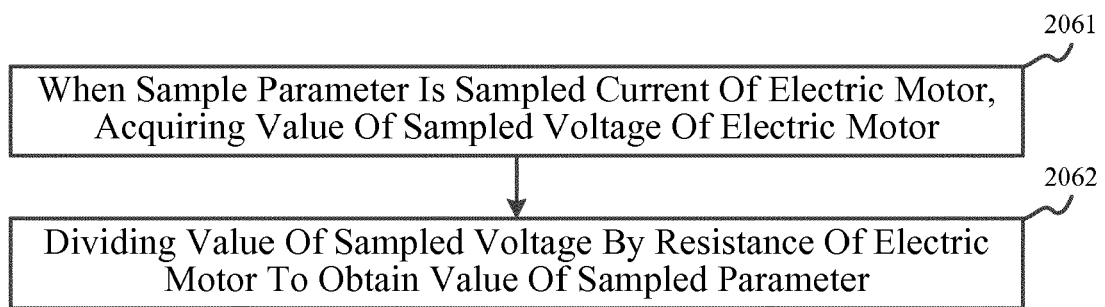 2061
When Sample Parameter Is Sampled Current Of Electric Motor,
Acquiring Value Of Sampled Voltage Of Electric Motor
2062
Dividing Value Of Sampled Voltage By Resistance Of Electric
Motor To Obtain Value Of Sampled Parameter